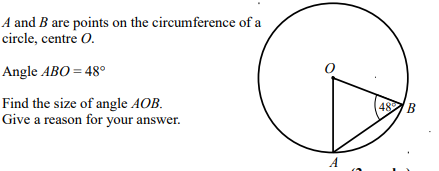 A and B are points on the circumference of a
circle, centre O.
Angle ABO = 48°
Find the size of angle AOB.
Give a reason for your answer.
O
48°
B
A